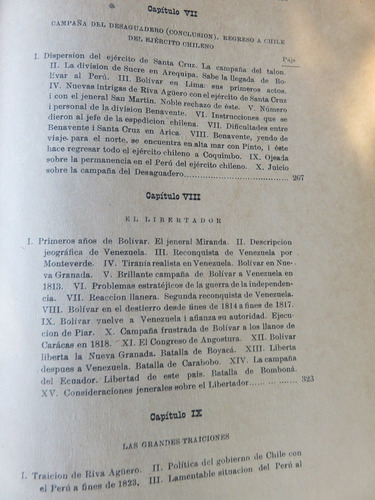 Capítulo VII
CAMPAÑA DEL DESAGUADERO (CONCLUSION). REGRESO A CHILE
DEL EJÉRCITO CHILENO
Pájs.
I. Dispersion del ejército de Santa Cruz. La campaña del talon.
II. La division de Sucre en Arequipa. Sabe la llegada de Bo-
lívar al Perú. III. Bolívar en Lima: sus primeros actos.
IV. Nuevas intrigas de Riva Agüero con el ejército de Santa Cruz
i con el jeneral San Martin. Noble rechazo de éste. V. Número
i personal de la division Benavente. VI. Instrucciones que se
dieron al jefe de la espedicion chilena. VII. Dificultades entre
Benavente i Santa Cruz en Arica. VIII. Benavente, yendo de
viaje para el norte, se encuentra en alta mar con Pinto, i éste
hace regresar todo el ejército chileno a Coquimbo. IX. Ojeada
sobre la permanencia en el Perú del ejército chileno. X. Juicio
sobre la campaña del Desaguadero.................................... 267
Capítulo VIII
EL LIBERTADOR
I. Primeros años de Bolívar. El jeneral Miranda. II. Descripcion
jeográfica de Venezuela. III. Reconquista de Venezuela por
Monteverde. IV. Tiranía realista en Venezuela. Bolívar en Nue-
va Granada. V. Brillante campaña de Bolívar a Venezuela en
1813. VI. Problemas estratéjicos de la guerra de la independen-
cia. VII. Reaccion llanera. Segunda reconquista de Venezuela.
VIII. Bolívar en el destierro desde fines de 1814 a fines de 1817.
IX. Bolívar vuelve a Venezuela i afianza su autoridad. Ejecu-
cion de Piar. X. Campaña frustrada de Bolívar a los llanos de
Carácas en 1818. XI. El Congreso de Angostura. XII. Bolívar
liberta la Nueva Granada. Batalla de Boyacá. XIII. Liberta
despues a Venezuela. Batalla de Carabobo. XIV. La campaña
del Ecuador. Libertad de este pais. Batalla de Bomboná.
XV. Consideraciones jenerales sobre el Libertador.................. 323
Capítulo IX
LAS GRANDES TRAICIONES
I. Traicion de Riva Agüero. II. Política del gobierno de Chile con
el Perú a fines de 1823. III. Lamentable situacion del Perú al